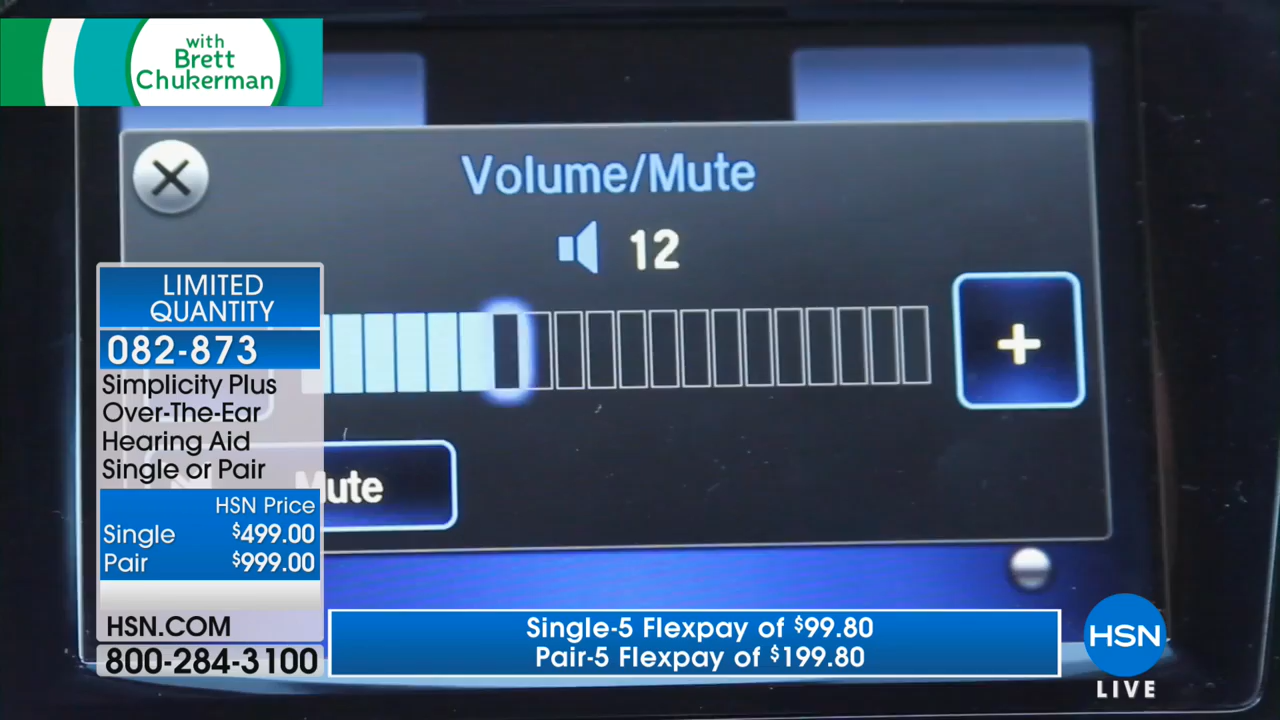 with
Brett
Chukerman
Volume/Mute
12
+
Mute
LIMITED
QUANTITY
082-873
Simplicity Plus
Over-The-Ear
Hearing Aid
Single or Pair
HSN Price
Single $499.00
Pair $999.00
HSN.COM
800-284-3100
Single-5 Flexpay of $99.80
Pair-5 Flexpay of $199.80
HSN
LIVE